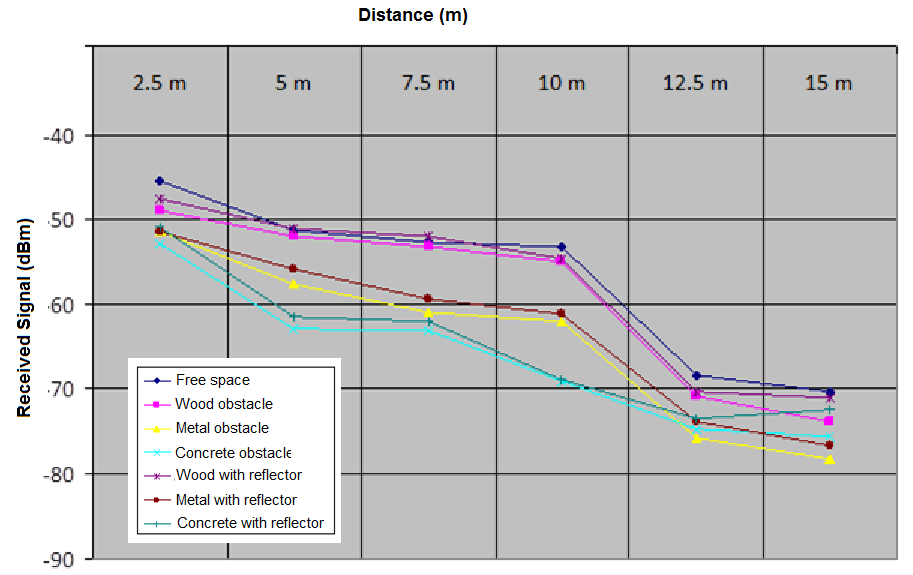 Distance (m)
2.5 m 5 m 7.5 m 10 m 12.5 m 15 m
-40
-50
-60
-70
-80
-90
Received Signal (dBm)
Free space
Wood obstacle
Metal obstacle
Concrete obstacle
Wood with reflector
Metal with reflector
Concrete with reflector